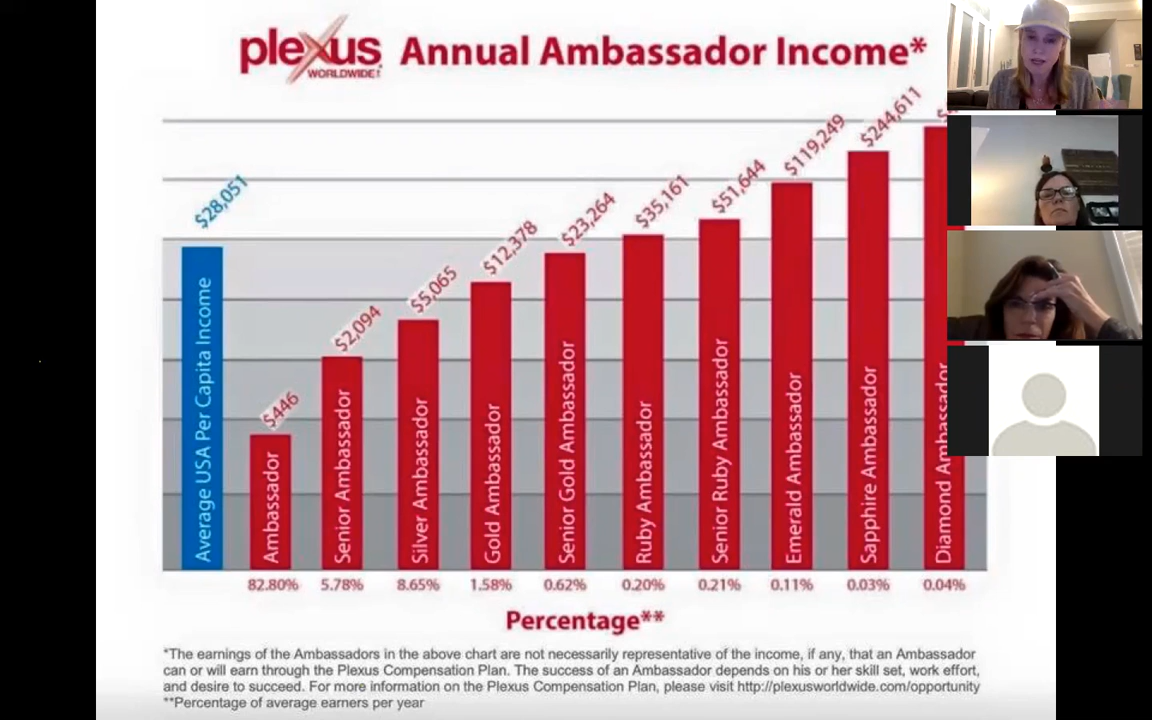 plexus
WORLDWIDE
Annual Ambassador Income*
$28,051
$446
$2,094
$5,065
$12,378
$23,264
$35,161
$51,644
$119,249
$244,611
Average USA Per Capita Income
Ambassador
Senior Ambassador
Silver Ambassador
Gold Ambassador
Senior Gold Ambassador
Ruby Ambassador
Senior Ruby Ambassador
Emerald Ambassador
Sapphire Ambassador
Diamond Ambassador
82.80% 5.78% 8.65% 1.58% 0.62% 0.20% 0.21% 0.11% 0.03% 0.04%
Percentage**
*The earnings of the Ambassadors in the above chart are not necessarily representative of the income, if any, that an Ambassador
can or will earn through the Plexus Compensation Plan. The success of an Ambassador depends on his or her skill set, work effort,
and desire to succeed. For more information on the Plexus Compensation Plan, please visit http://plexusworldwide.com/opportunity
**Percentage of average earners per year